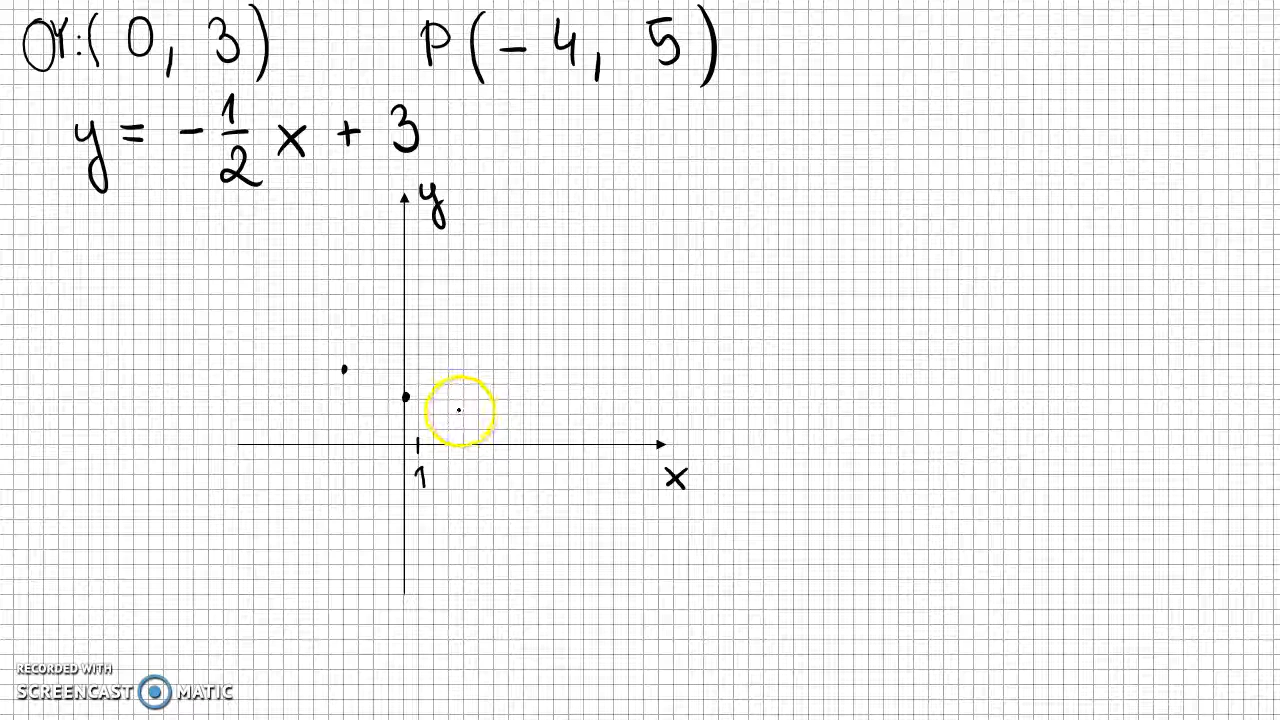 OY:( 0, 3) P(-4, 5)
y = - 1/2 x + 3
y
1
x
RECORDED WITH
SCREENCAST MATIC